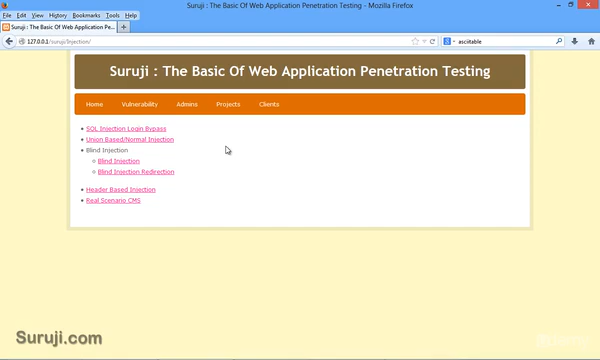 Suruji : The Basic Of Web Application Penetration Testing - Mozilla Firefox
File Edit View History Bookmarks Tools Help
Suruji : The Basic Of Web Application Pe...
127.0.0.1/suruji/Injection/
asciitable
Suruji : The Basic Of Web Application Penetration Testing
Home Vulnerability Admins Projects Clients
SQL Injection Login Bypass
Union Based/Normal Injection
Blind Injection
Blind Injection
Blind Injection Redirection
Header Based Injection
Real Scenario CMS
Suruji.com